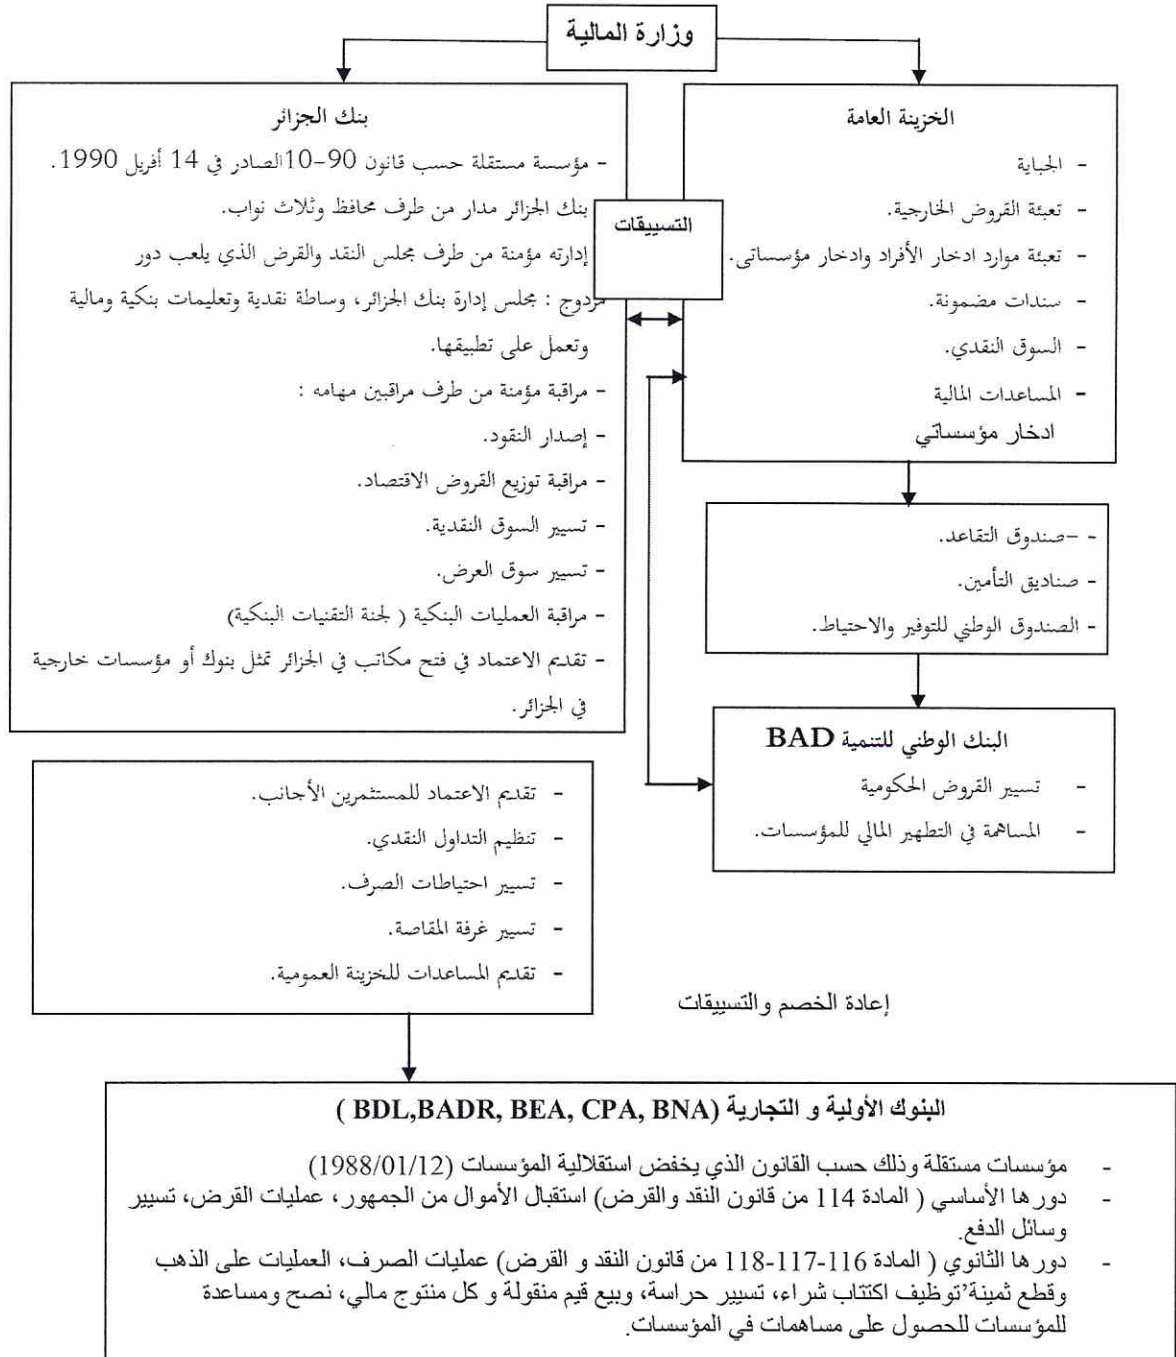 وزارة المالية
الخزينة العامة
- الجباية
- تعبئة القروض الخارجية.
- تعبئة موارد ادخار الأفراد وادخار مؤسساتى.
- سندات مضمونة.
- السوق النقدي.
- المساعدات المالية
ادخار مؤسساتي
التسبيقات
بنك الجزائر
- مؤسسة مستقلة حسب قانون 90-10الصادر في 14 أفريل 1990.
بنك الجزائر مدار من طرف محافظ وثلاث نواب.
إدارته مؤمنة من طرف مجلس النقد والقرض الذي يلعب دور
مزدوج : مجلس إدارة بنك الجزائر، وساطة نقدية وتعليمات بنكية ومالية
وتعمل على تطبيقها.
- مراقبة مؤمنة من طرف مراقبين مهامه :
- إصدار النقود.
- مراقبة توزيع القروض الاقتصاد.
- تسيير السوق النقدية.
- تسيير سوق العرض.
- مراقبة العمليات البنكية ( لجنة التقنيات البنكية)
- تقديم الاعتماد في فتح مكاتب في الجزائر تمثل بنوك أو مؤسسات خارجية
في الجزائر.
- –صندوق التقاعد.
- صناديق التأمين.
- الصندوق الوطني للتوفير والاحتياط.
البنك الوطني للتنمية BAD
- تسيير القروض الحكومية
- المساهمة في التطهير المالي للمؤسسات.
- تقديم الاعتماد للمستثمرين الأجانب.
- تنظيم التداول النقدي.
- تسيير احتياطات الصرف.
- تسيير غرفة المقاصة.
- تقديم المساعدات للخزينة العمومية.
إعادة الخصم والتسبيقات
البنوك الأولية و التجارية (BDL,BADR, BEA, CPA, BNA )
- مؤسسات مستقلة وذلك حسب القانون الذي يخفض استقلالية المؤسسات (1988/01/12)
- دورها الأساسي ( المادة 114 من قانون النقد والقرض) استقبال الأموال من الجمهور، عمليات القرض، تسيير
وسائل الدفع.
- دورها الثانوي ( المادة 116-117-118 من قانون النقد و القرض) عمليات الصرف، العمليات على الذهب
وقطع ثمينة’توظيف اكتتاب شراء، تسيير حراسة، وبيع قيم منقولة و كل منتوج مالي، نصح ومساعدة
للمؤسسات للحصول على مساهمات في المؤسسات.